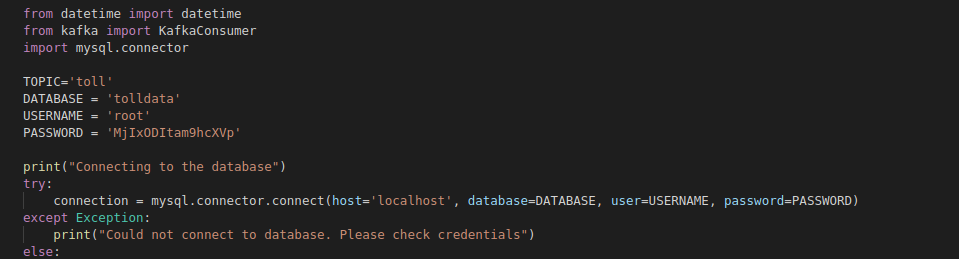 from datetime import datetime
from kafka import KafkaConsumer
import mysql.connector

TOPIC='toll'
DATABASE = 'tolldata'
USERNAME = 'root'
PASSWORD = 'MjIxODItam9hcXVp'

print("Connecting to the database")
try:
    connection = mysql.connector.connect(host='localhost', database=DATABASE, user=USERNAME, password=PASSWORD)
except Exception:
    print("Could not connect to database. Please check credentials")
else: